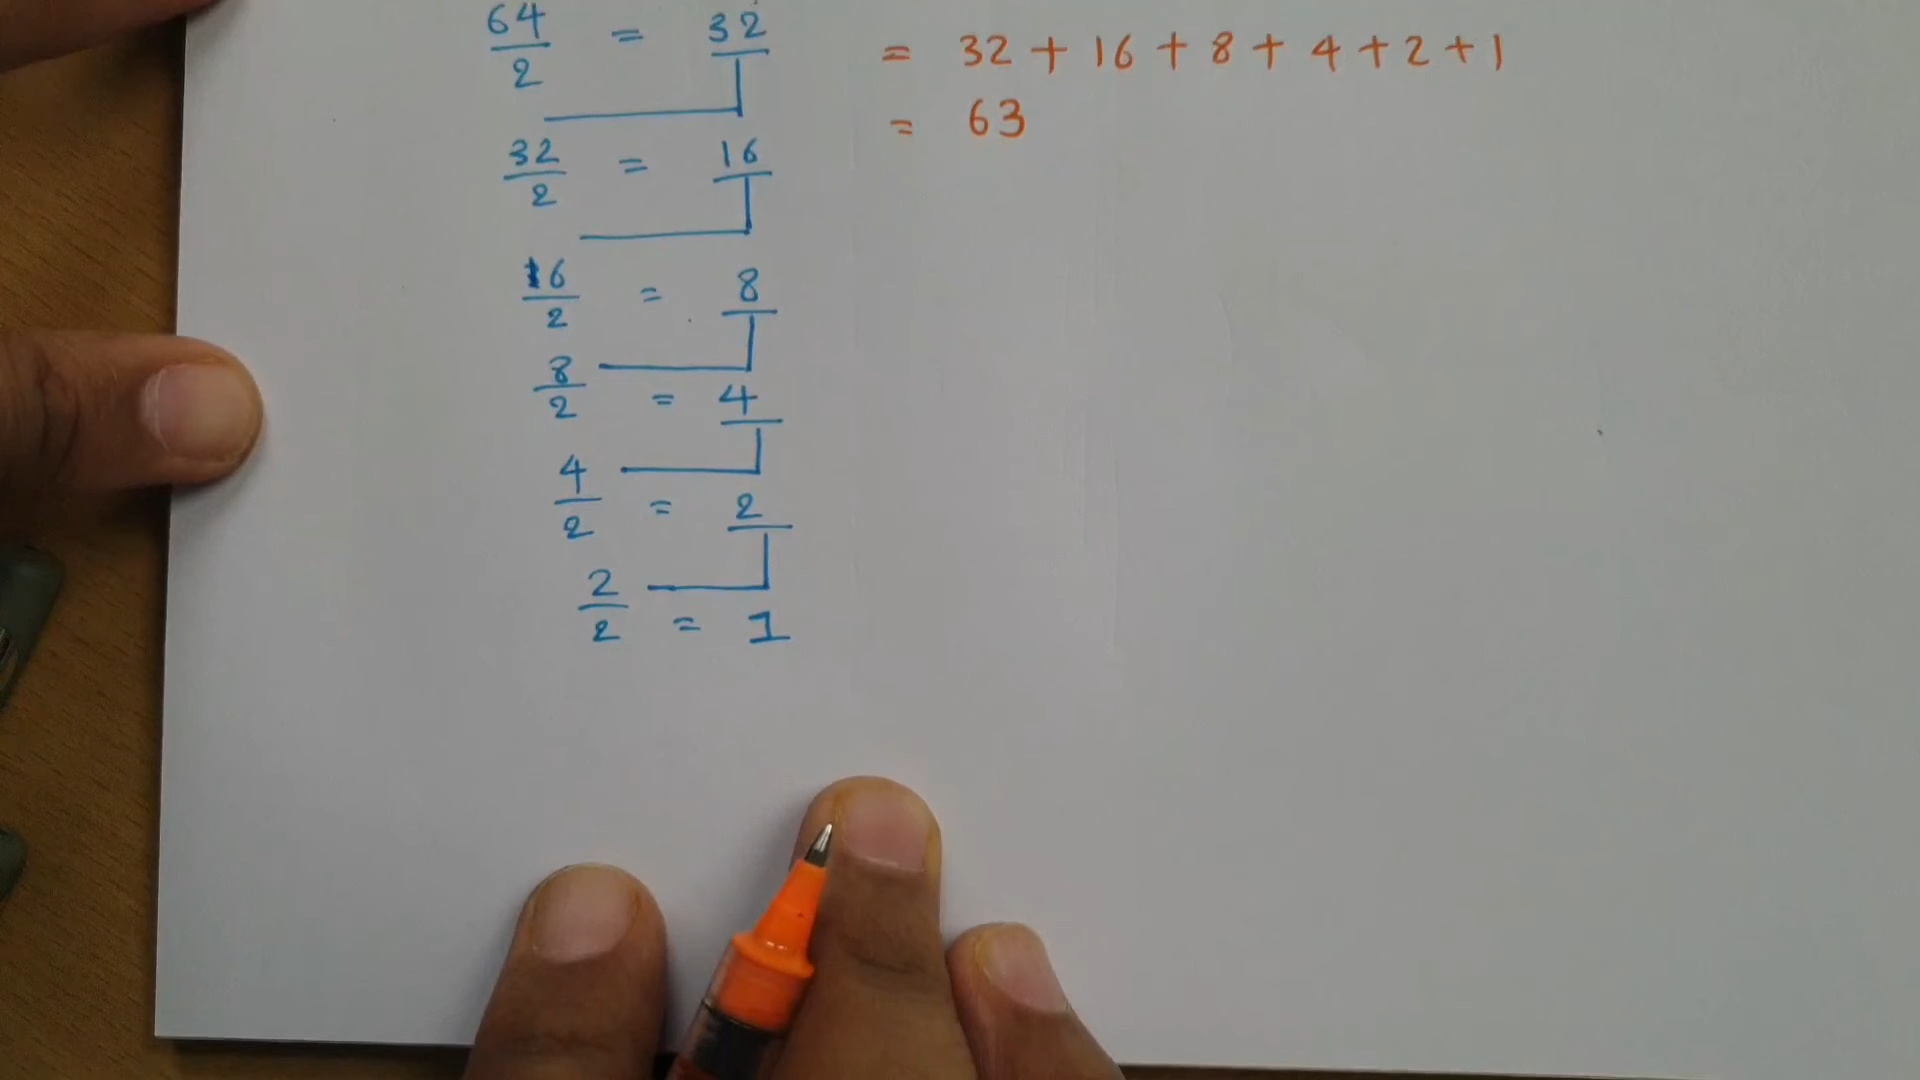 64/2 = 32
32/2 = 16
16/2 = 8
8/2 = 4
4/2 = 2
2/2 = 1
= 32 + 16 + 8 + 4 + 2 + 1
= 63